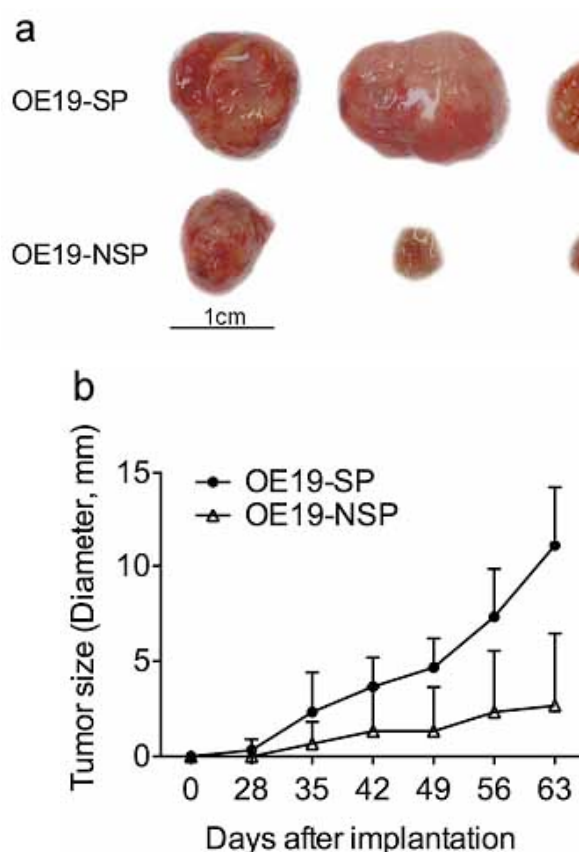 a
OE19-SP
OE19-NSP
1cm
b
15
10
5
0
Tumor size (Diameter, mm)
OE19-SP
OE19-NSP
0 28 35 42 49 56 63
Days after implantation